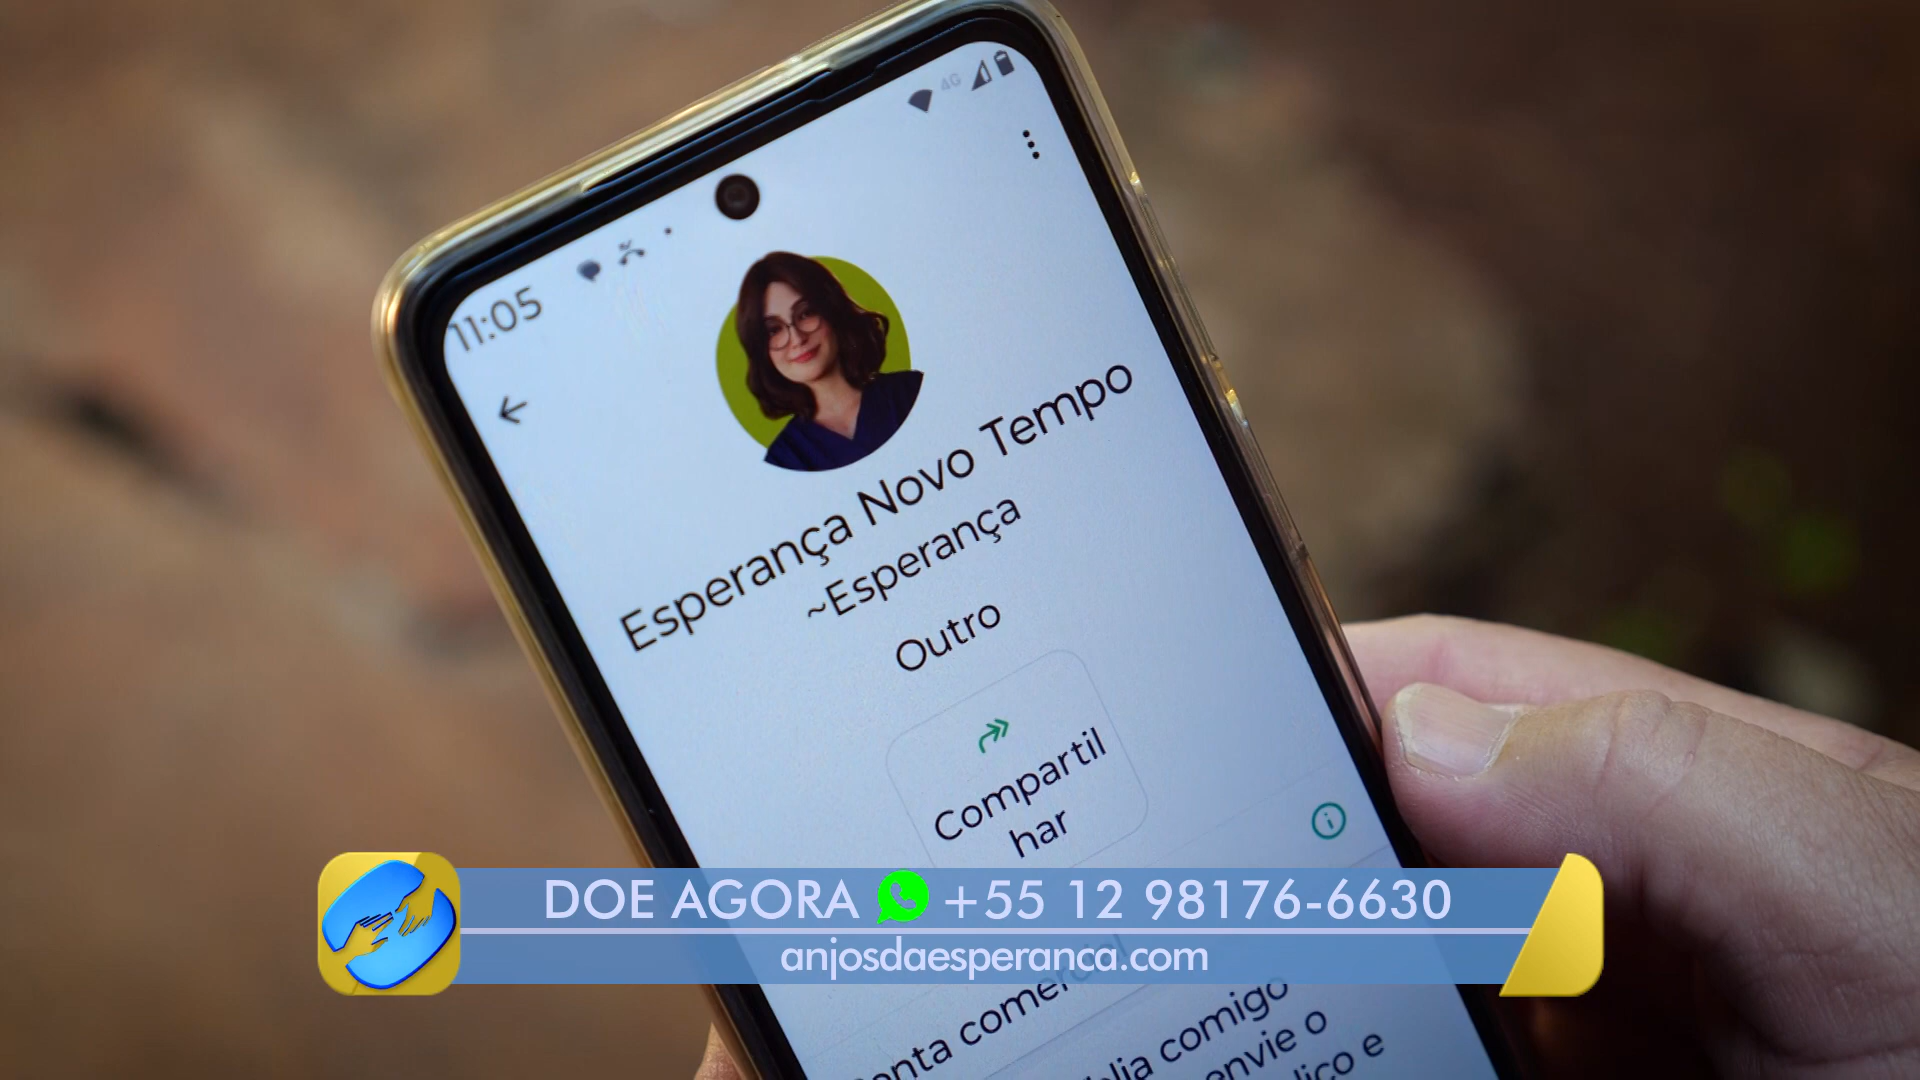 4G
11:05
Esperança Novo Tempo
~Esperança
Outro
Compartil
har
DOE AGORA +55 12 98176-6630
anjosdaesperanca.com
comercial
comigo
envie o
e